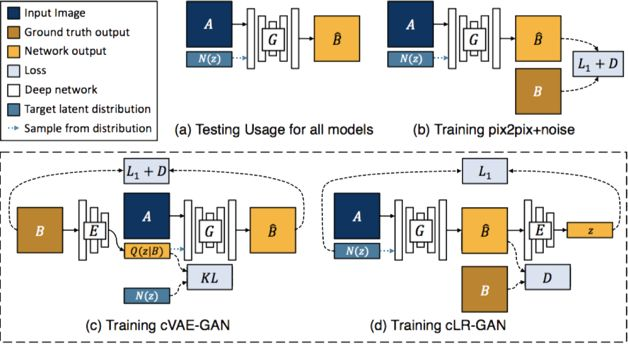 Input Image
Ground truth output
Network output
Loss
Deep network
Target latent distribution
Sample from distribution
A
N(z)
G
B̂
(a) Testing Usage for all models
A
N(z)
G
B̂
B
L₁ + D
(b) Training pix2pix+noise
L₁ + D
B
E
A
Q(z|B)
G
B̂
KL
N(z)
(c) Training cVAE-GAN
L₁
A
N(z)
G
B̂
E
z
B
D
(d) Training cLR-GAN